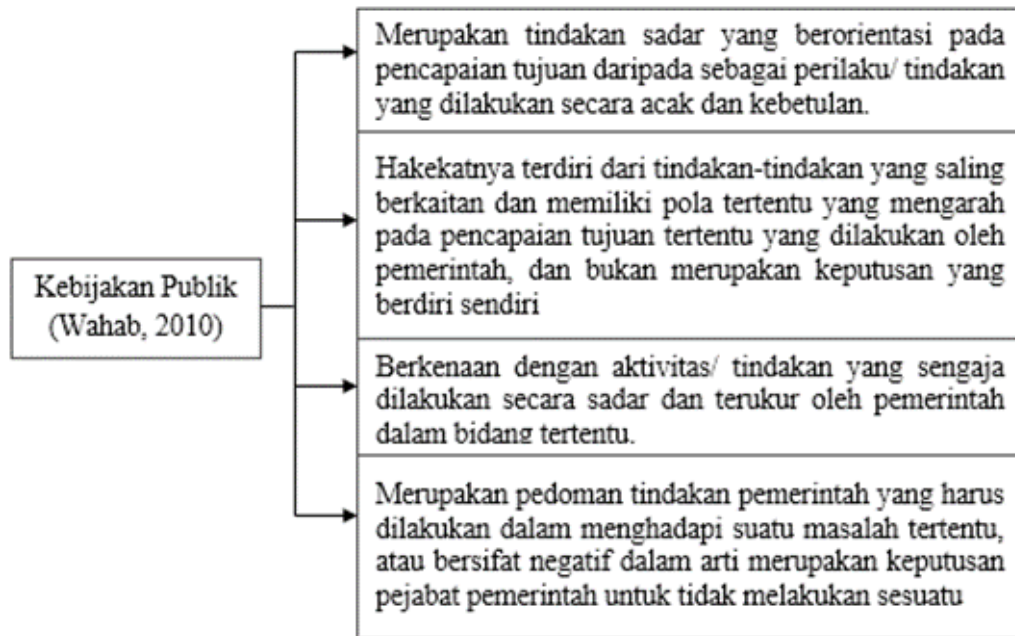 Kebijakan Publik
(Wahab, 2010)
Merupakan tindakan sadar yang berorientasi pada
pencapaian tujuan daripada sebagai perilaku/ tindakan
yang dilakukan secara acak dan kebetulan.
Hakekatnya terdiri dari tindakan-tindakan yang saling
berkaitan dan memiliki pola tertentu yang mengarah
pada pencapaian tujuan tertentu yang dilakukan oleh
pemerintah, dan bukan merupakan keputusan yang
berdiri sendiri
Berkenaan dengan aktivitas/ tindakan yang sengaja
dilakukan secara sadar dan terukur oleh pemerintah
dalam bidang tertentu.
Merupakan pedoman tindakan pemerintah yang harus
dilakukan dalam menghadapi suatu masalah tertentu,
atau bersifat negatif dalam arti merupakan keputusan
pejabat pemerintah untuk tidak melakukan sesuatu